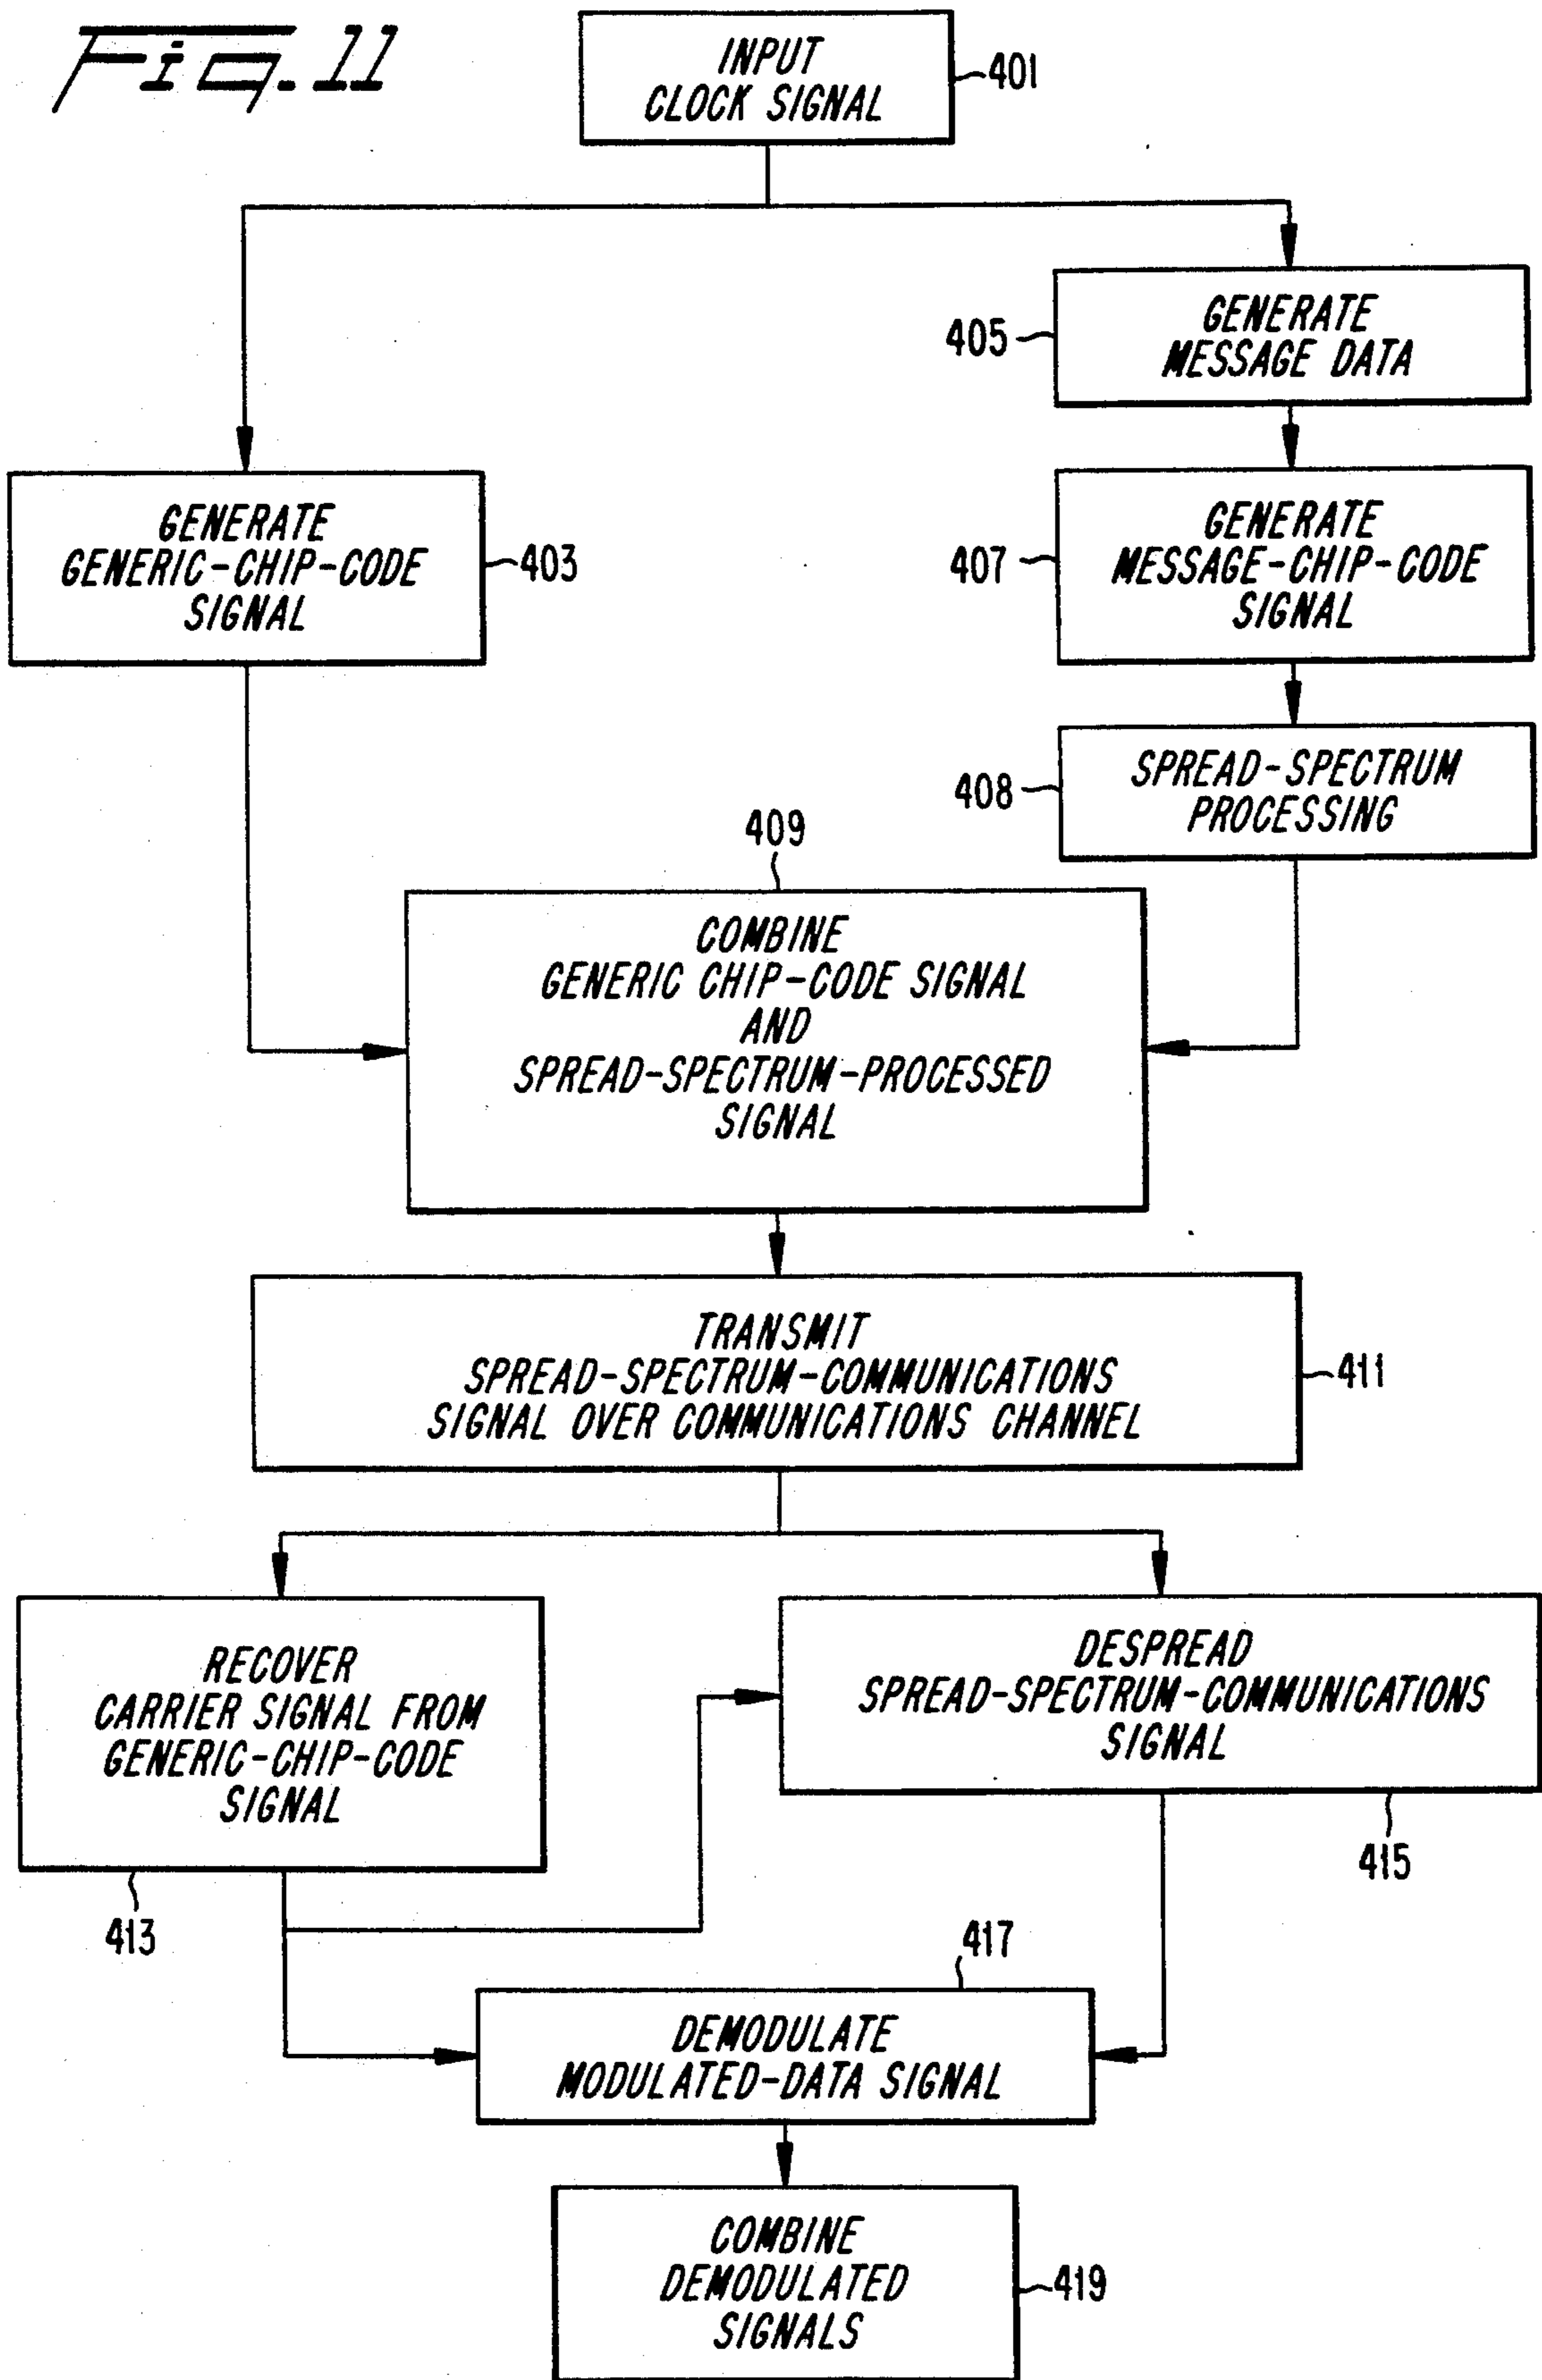 Fig. 11
INPUT
CLOCK SIGNAL
401
GENERATE
MESSAGE DATA
405
GENERATE
GENERIC-CHIP-CODE
SIGNAL
403
GENERATE
MESSAGE-CHIP-CODE
SIGNAL
407
SPREAD-SPECTRUM
PROCESSING
408
409
COMBINE
GENERIC CHIP-CODE SIGNAL
AND
SPREAD-SPECTRUM-PROCESSED
SIGNAL
TRANSMIT
SPREAD-SPECTRUM-COMMUNICATIONS
SIGNAL OVER COMMUNICATIONS CHANNEL
411
RECOVER
CARRIER SIGNAL FROM
GENERIC-CHIP-CODE
SIGNAL
413
DESPREAD
SPREAD-SPECTRUM-COMMUNICATIONS
SIGNAL
415
417
DEMODULATE
MODULATED-DATA SIGNAL
COMBINE
DEMODULATED
SIGNALS
419